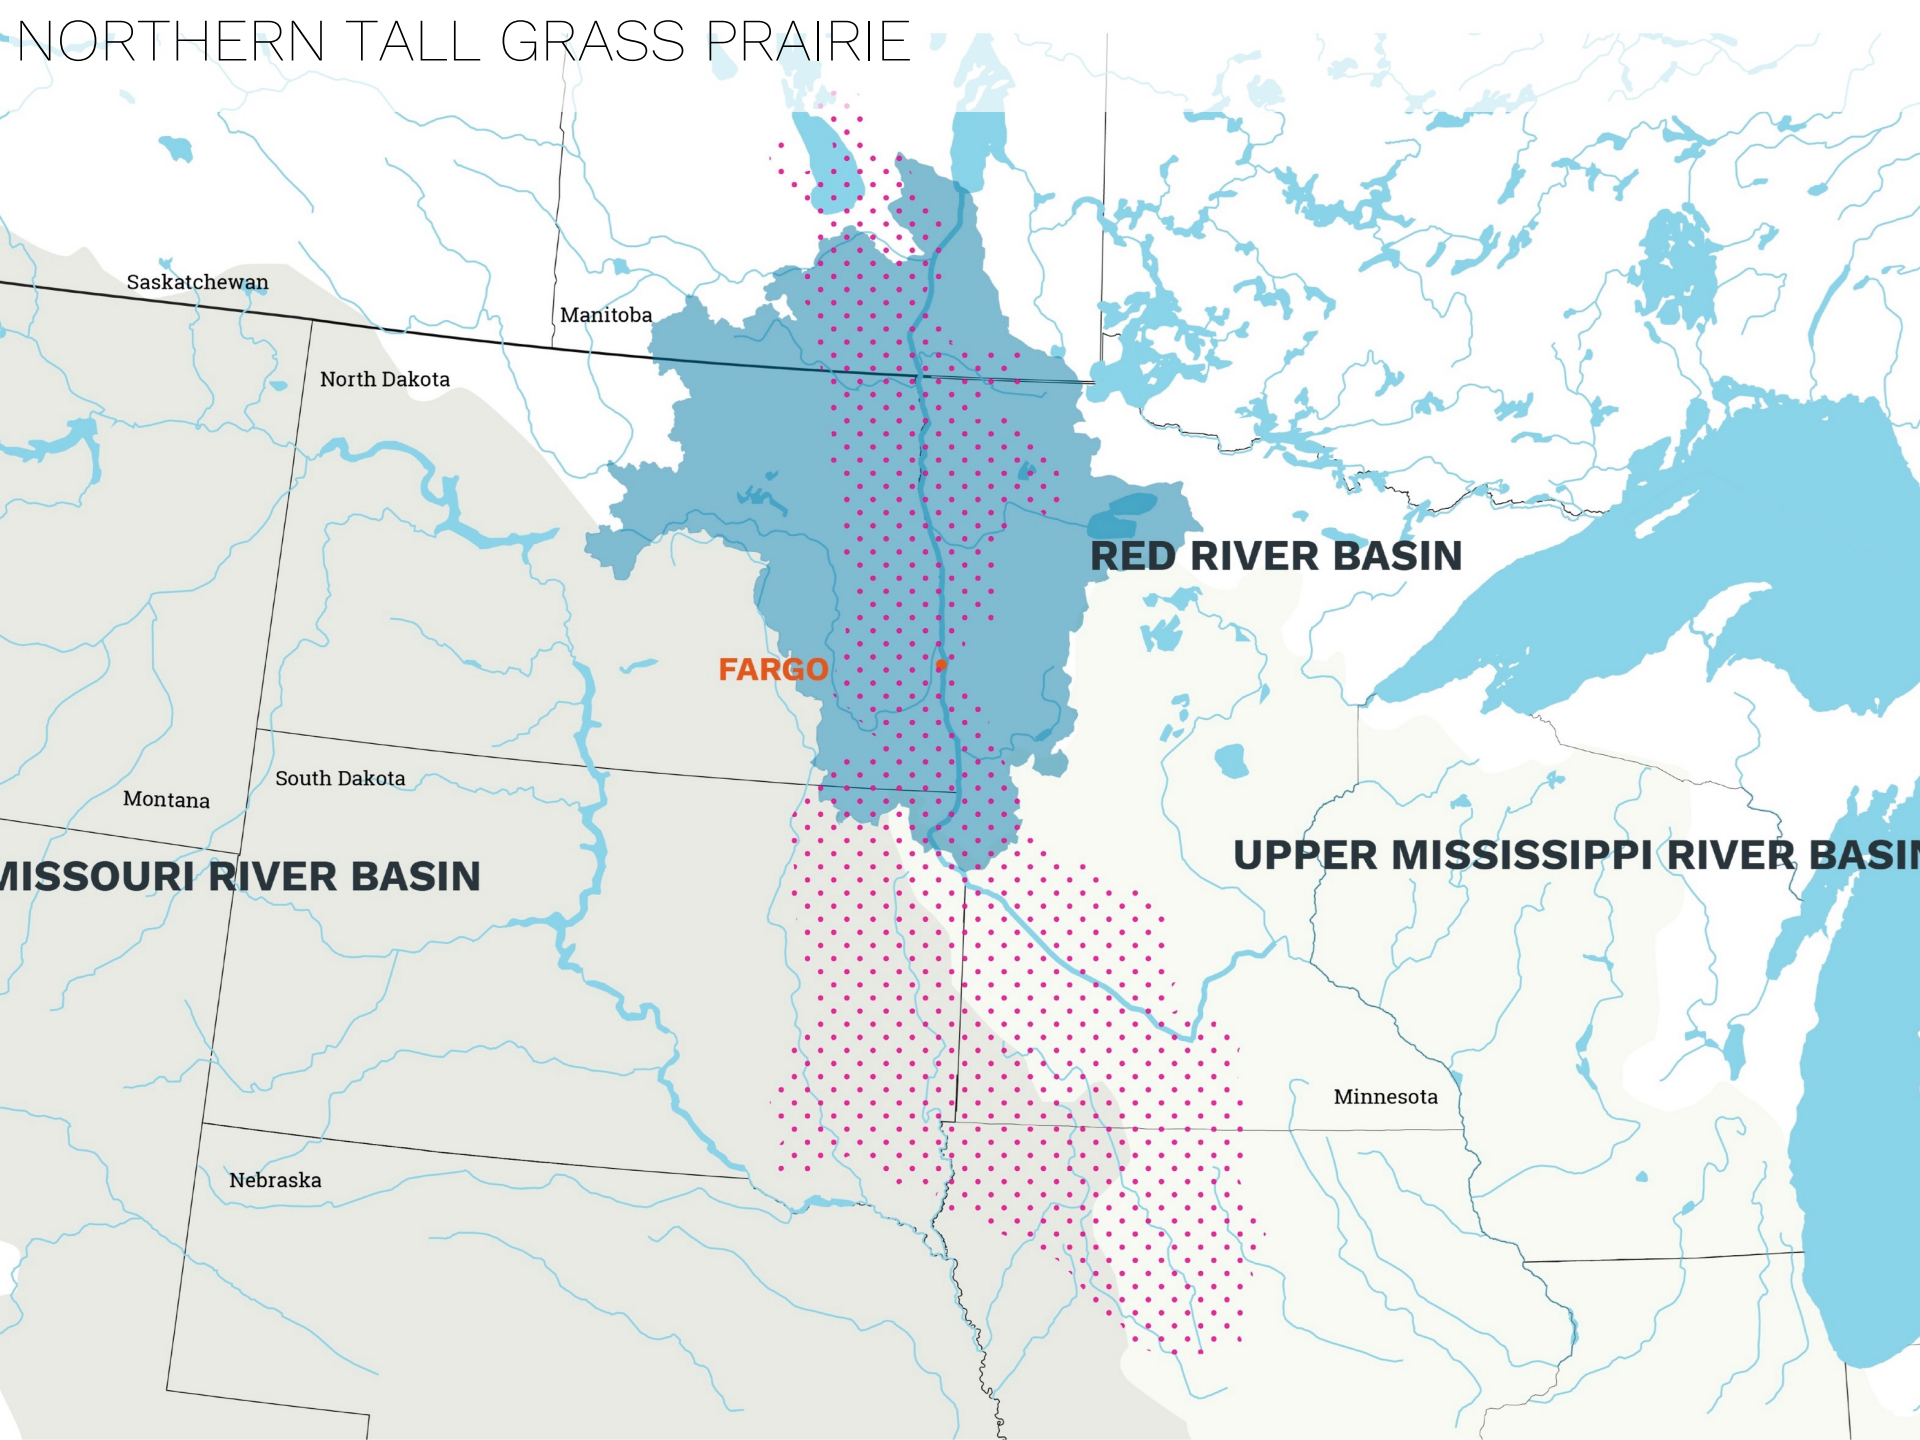 NORTHERN TALL GRASS PRAIRIE
Saskatchewan
Manitoba
North Dakota
RED RIVER BASIN
FARGO
South Dakota
Montana
UPPER MISSISSIPPI RIVER BASIN
MISSOURI RIVER BASIN
Minnesota
Nebraska